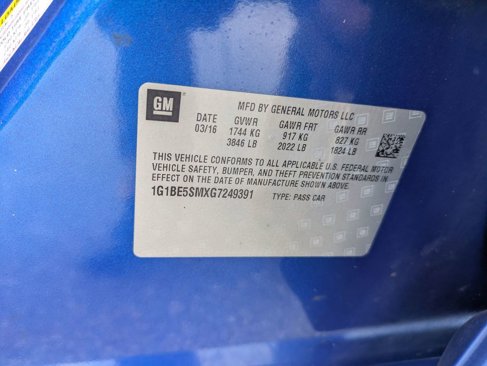 GM
MFD BY GENERAL MOTORS LLC
DATE GVWR GAWR FRT GAWR RR
03/16 1744 KG 917 KG 827 KG
3846 LB 2022 LB 1824 LB
THIS VEHICLE CONFORMS TO ALL APPLICABLE U.S. FEDERAL MOTOR
VEHICLE SAFETY, BUMPER, AND THEFT PREVENTION STANDARDS IN
EFFECT ON THE DATE OF MANUFACTURE SHOWN ABOVE.
1G1BE5SMXG7249391 TYPE: PASS CAR